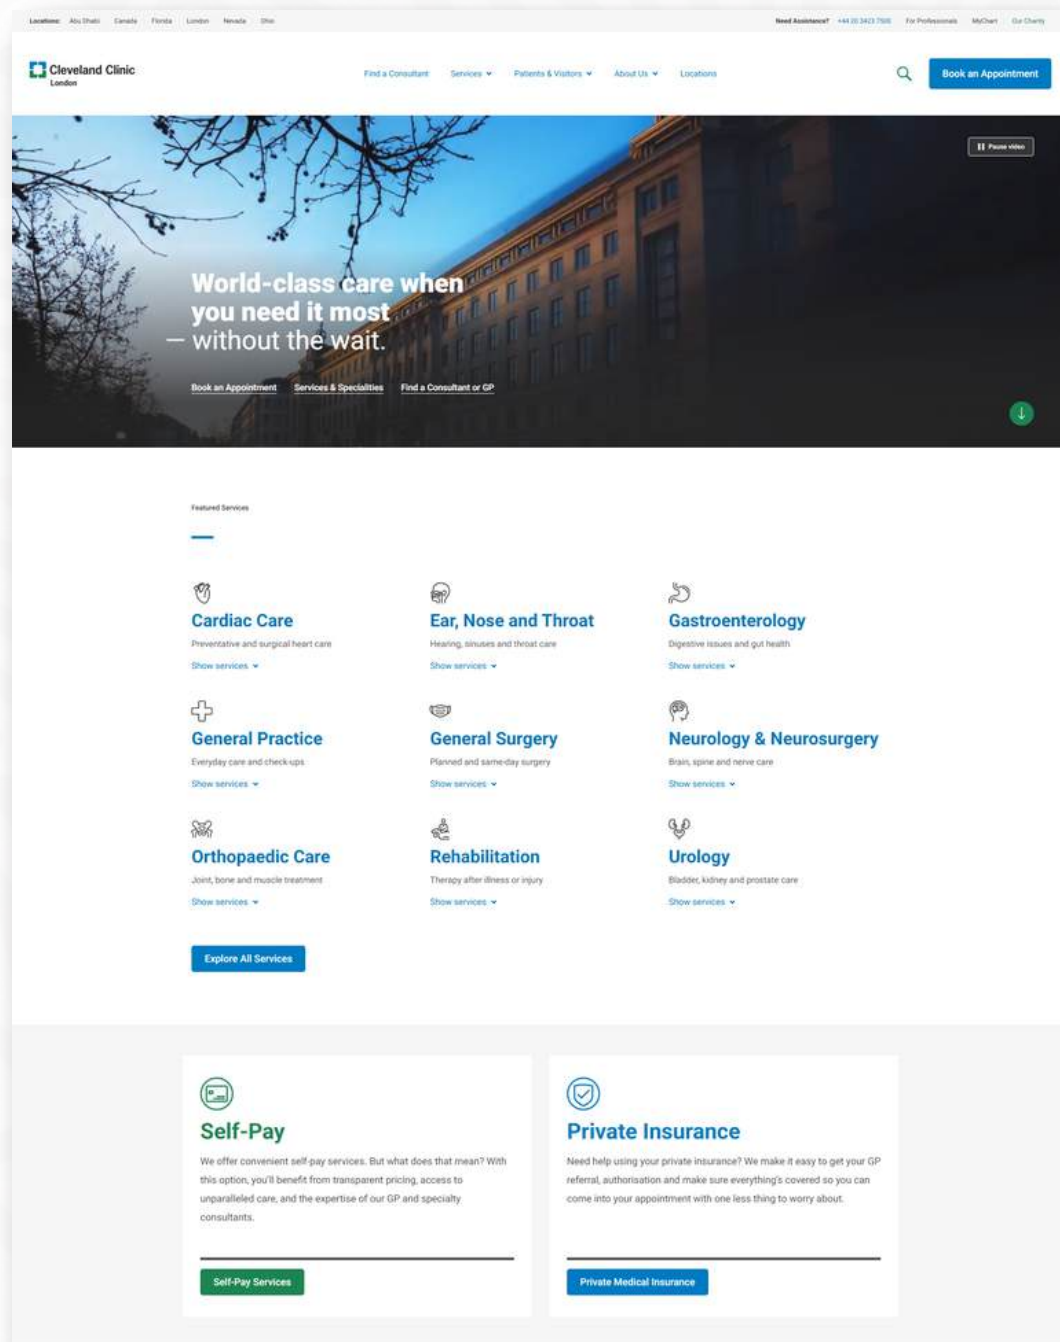 Locations: Abu Dhabi Canada Florida London Nevada Ohio
Need Assistance? +44 (0) 3423 7500 For Professionals MyChart Our Charity
Cleveland Clinic
London
Find a Consultant Services Patients & Visitors About Us Locations
Book an Appointment
Pause video
World-class care when
you need it most
— without the wait.
Book an Appointment Services & Specialities Find a Consultant or GP
Featured Services
Cardiac Care Ear, Nose and Throat Gastroenterology
Preventative and surgical heart care Hearing, sinuses and throat care Digestive issues and gut health
Show services Show services Show services
General Practice General Surgery Neurology & Neurosurgery
Everyday care and check-ups Planned and same-day surgery Brain, spine and nerve care
Show services Show services Show services
Orthopaedic Care Rehabilitation Urology
Joint, bone and muscle treatment Therapy after illness or injury Bladder, kidney and prostate care
Show services Show services Show services
Explore All Services
Self-Pay
We offer convenient self-pay services. But what does that mean? With
this option, you'll benefit from transparent pricing, access to
unparalleled care, and the expertise of our GP and specialty
consultants.
Self-Pay Services
Private Insurance
Need help using your private insurance? We make it easy to get your GP
referral, authorisation and make sure everything's covered so you can
come into your appointment with one less thing to worry about.
Private Medical Insurance